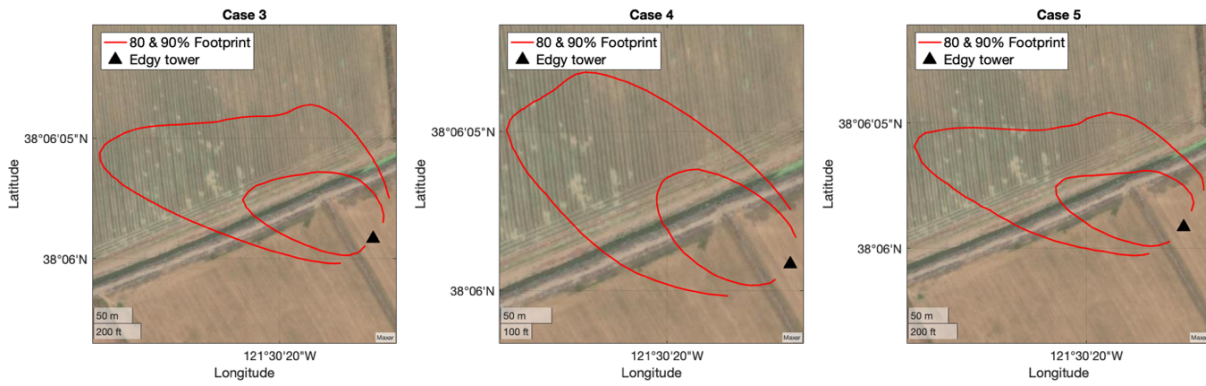 Case 3
80 & 90% Footprint
Edgy tower
Latitude
38°06'05"N
38°06'N
50 m
200 ft
Maxar
121°30'20"W
Longitude
Case 4
80 & 90% Footprint
Edgy tower
Latitude
38°06'05"N
38°06'N
50 m
100 ft
Maxar
121°30'20"W
Longitude
Case 5
80 & 90% Footprint
Edgy tower
Latitude
38°06'05"N
38°06'N
50 m
200 ft
Maxar
121°30'20"W
Longitude